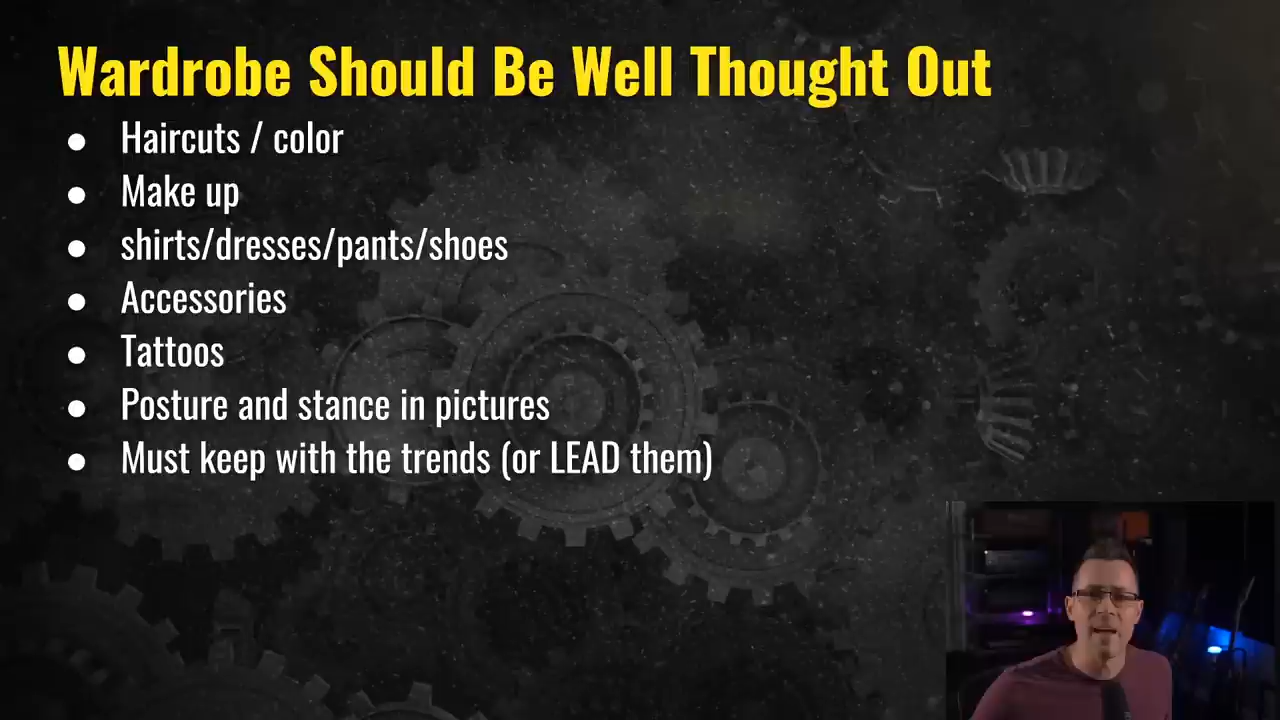 Wardrobe Should Be Well Thought Out
● Haircuts / color
● Make up
● shirts/dresses/pants/shoes
● Accessories
● Tattoos
● Posture and stance in pictures
● Must keep with the trends (or LEAD them)